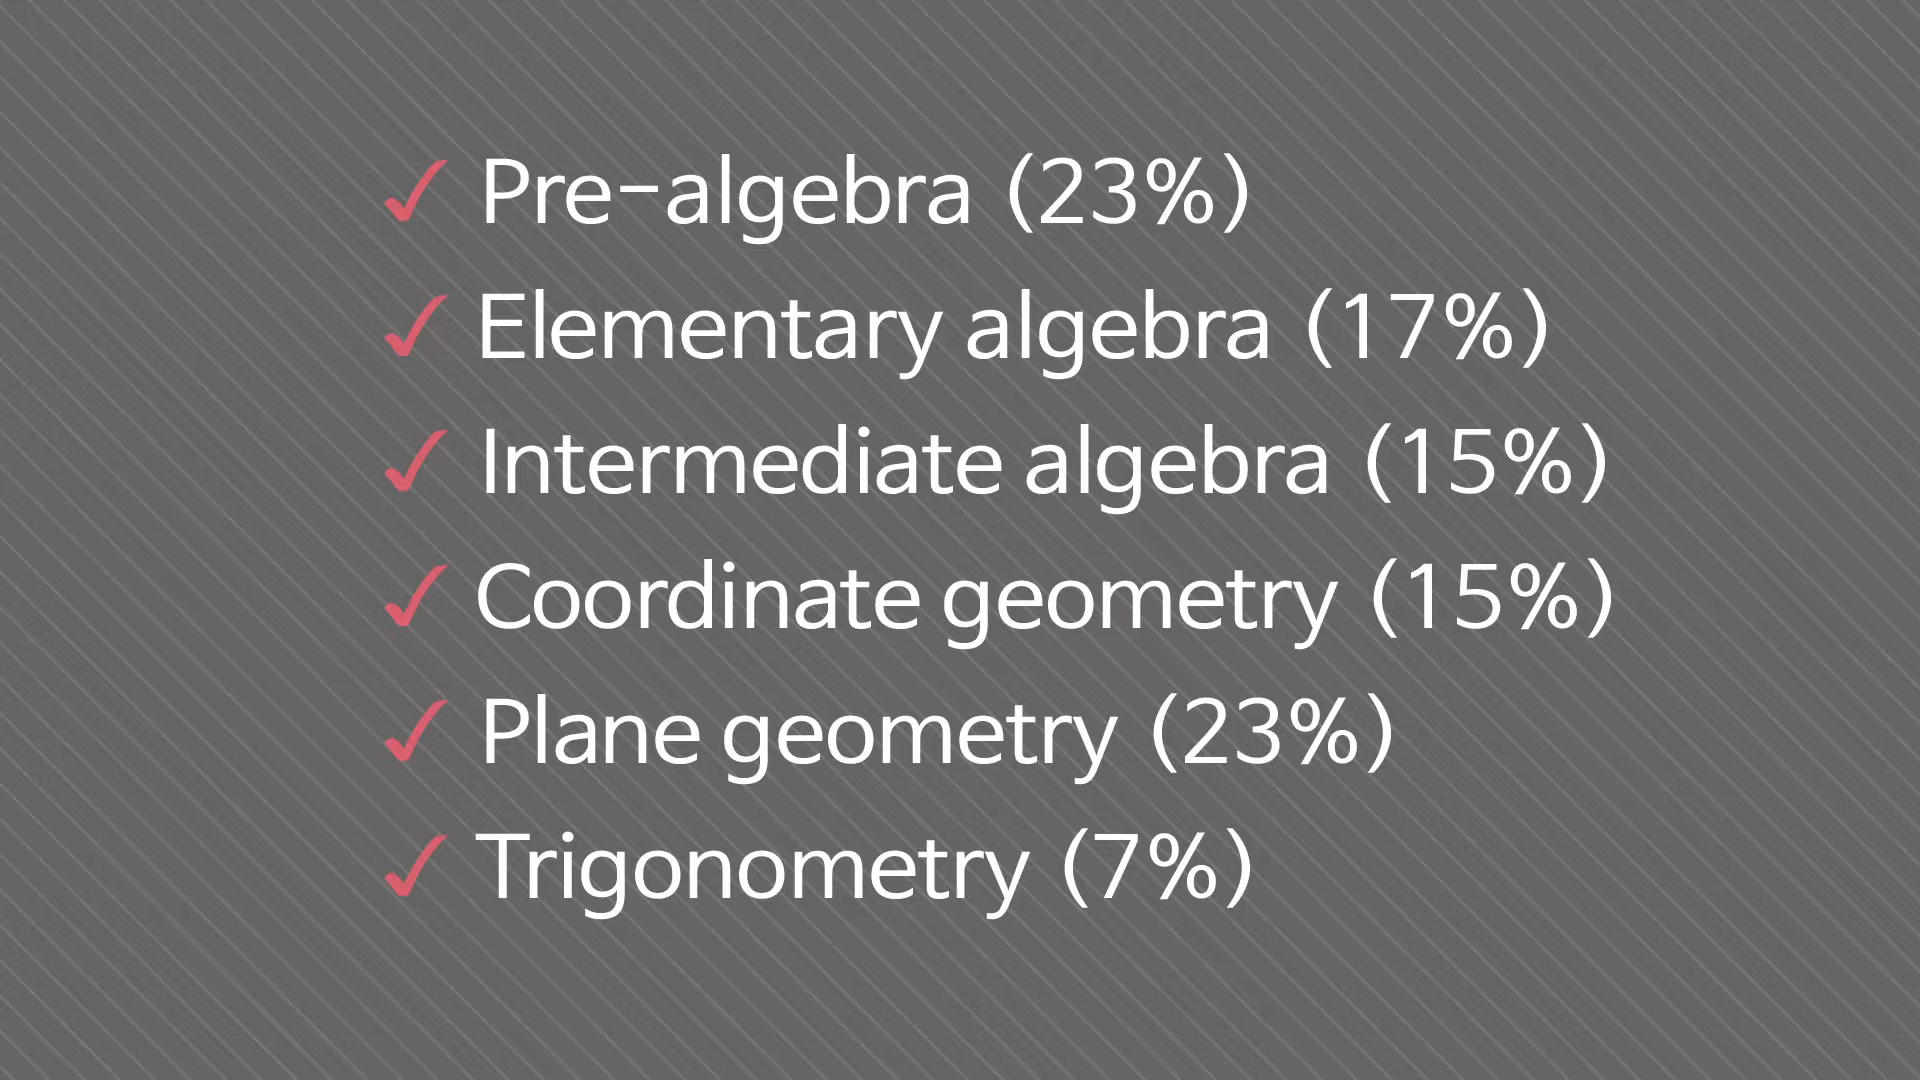 ✓ Pre-algebra (23%)
✓ Elementary algebra (17%)
✓ Intermediate algebra (15%)
✓ Coordinate geometry (15%)
✓ Plane geometry (23%)
✓ Trigonometry (7%)